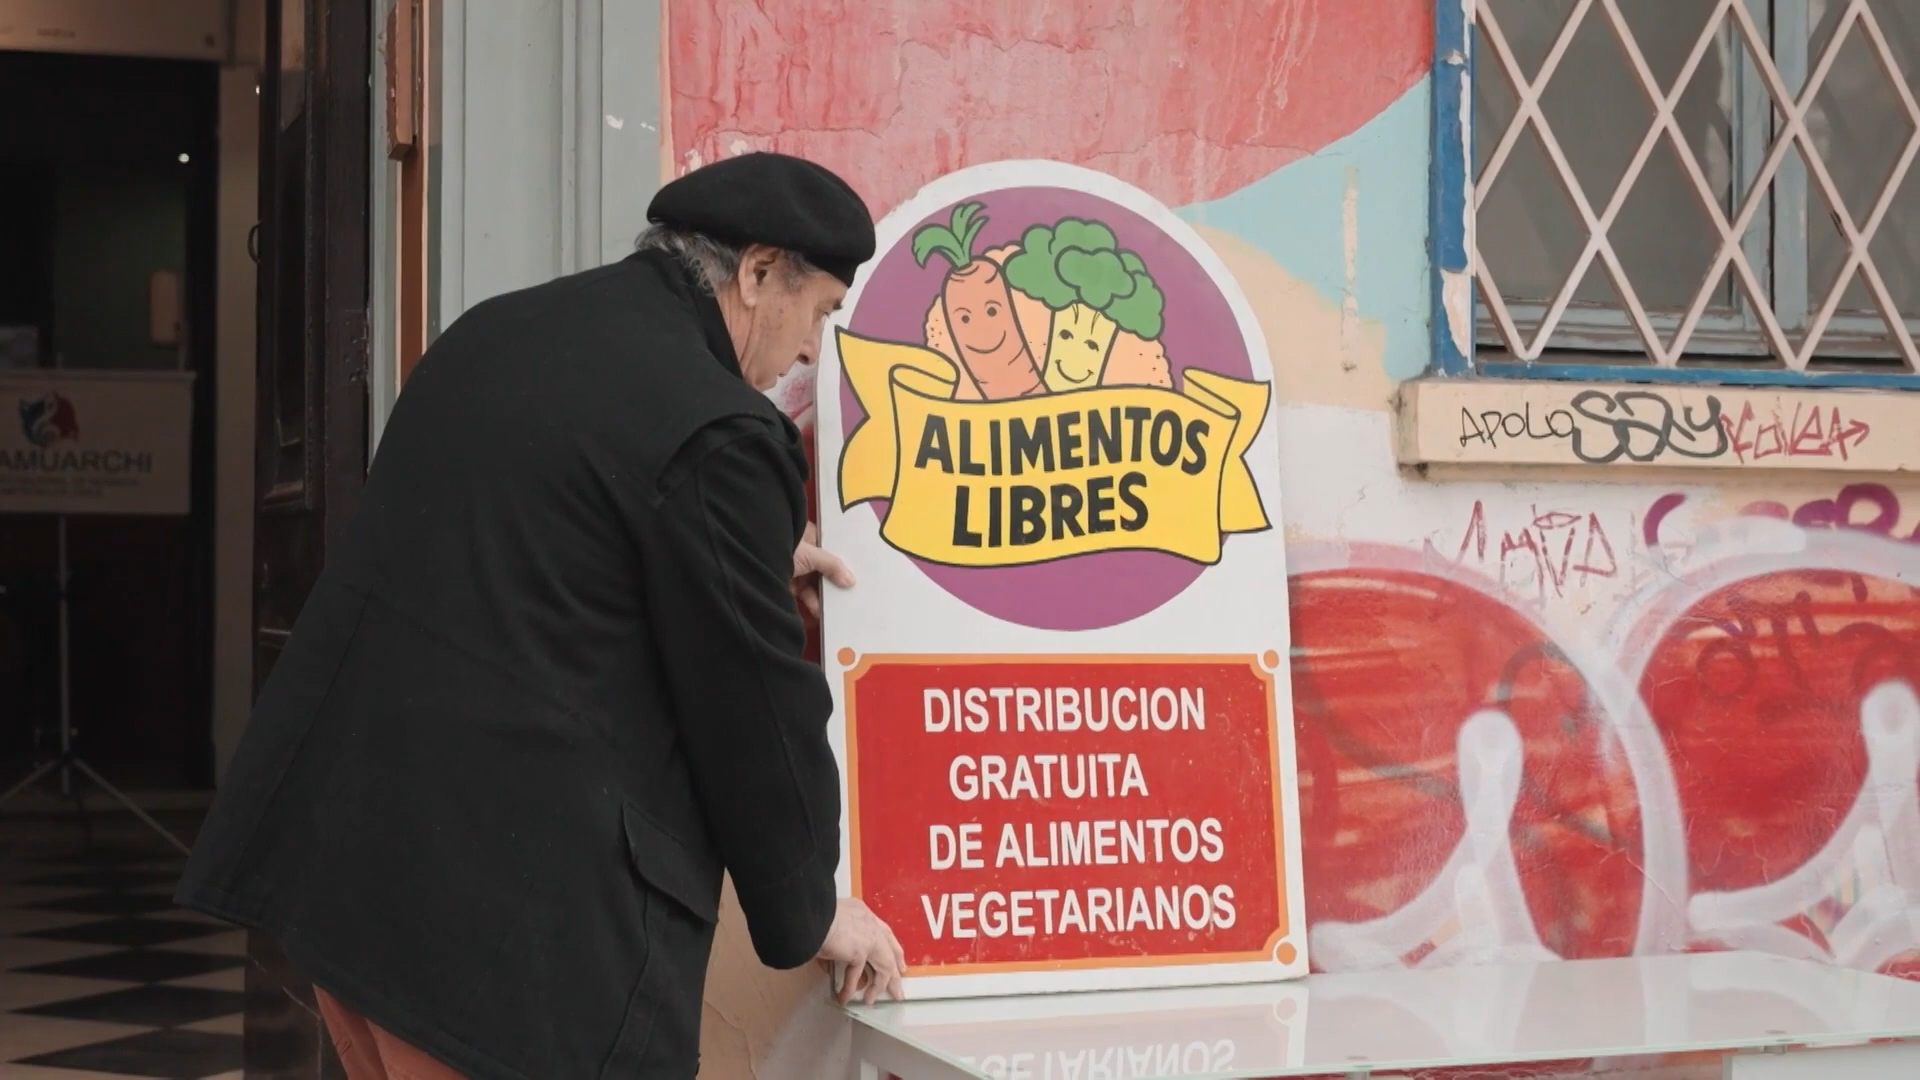 ALIMENTOS
LIBRES
DISTRIBUCION
GRATUITA
DE ALIMENTOS
VEGETARIANOS
AMUARCHI
APOLO